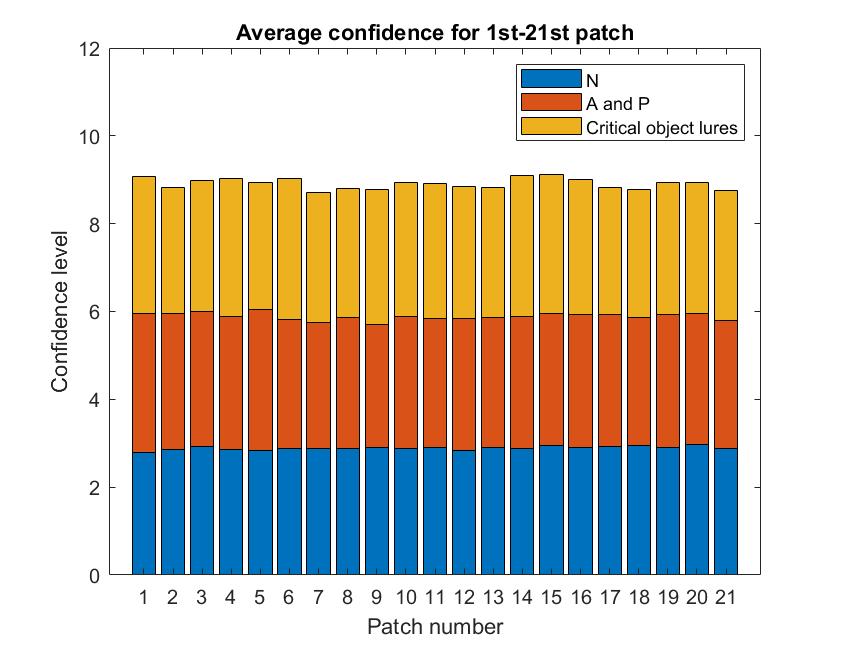 Average confidence for 1st-21st patch
12
10
8
6
4
2
0
Confidence level
N
A and P
Critical object lures
1 2 3 4 5 6 7 8 9 10 11 12 13 14 15 16 17 18 19 20 21
Patch number